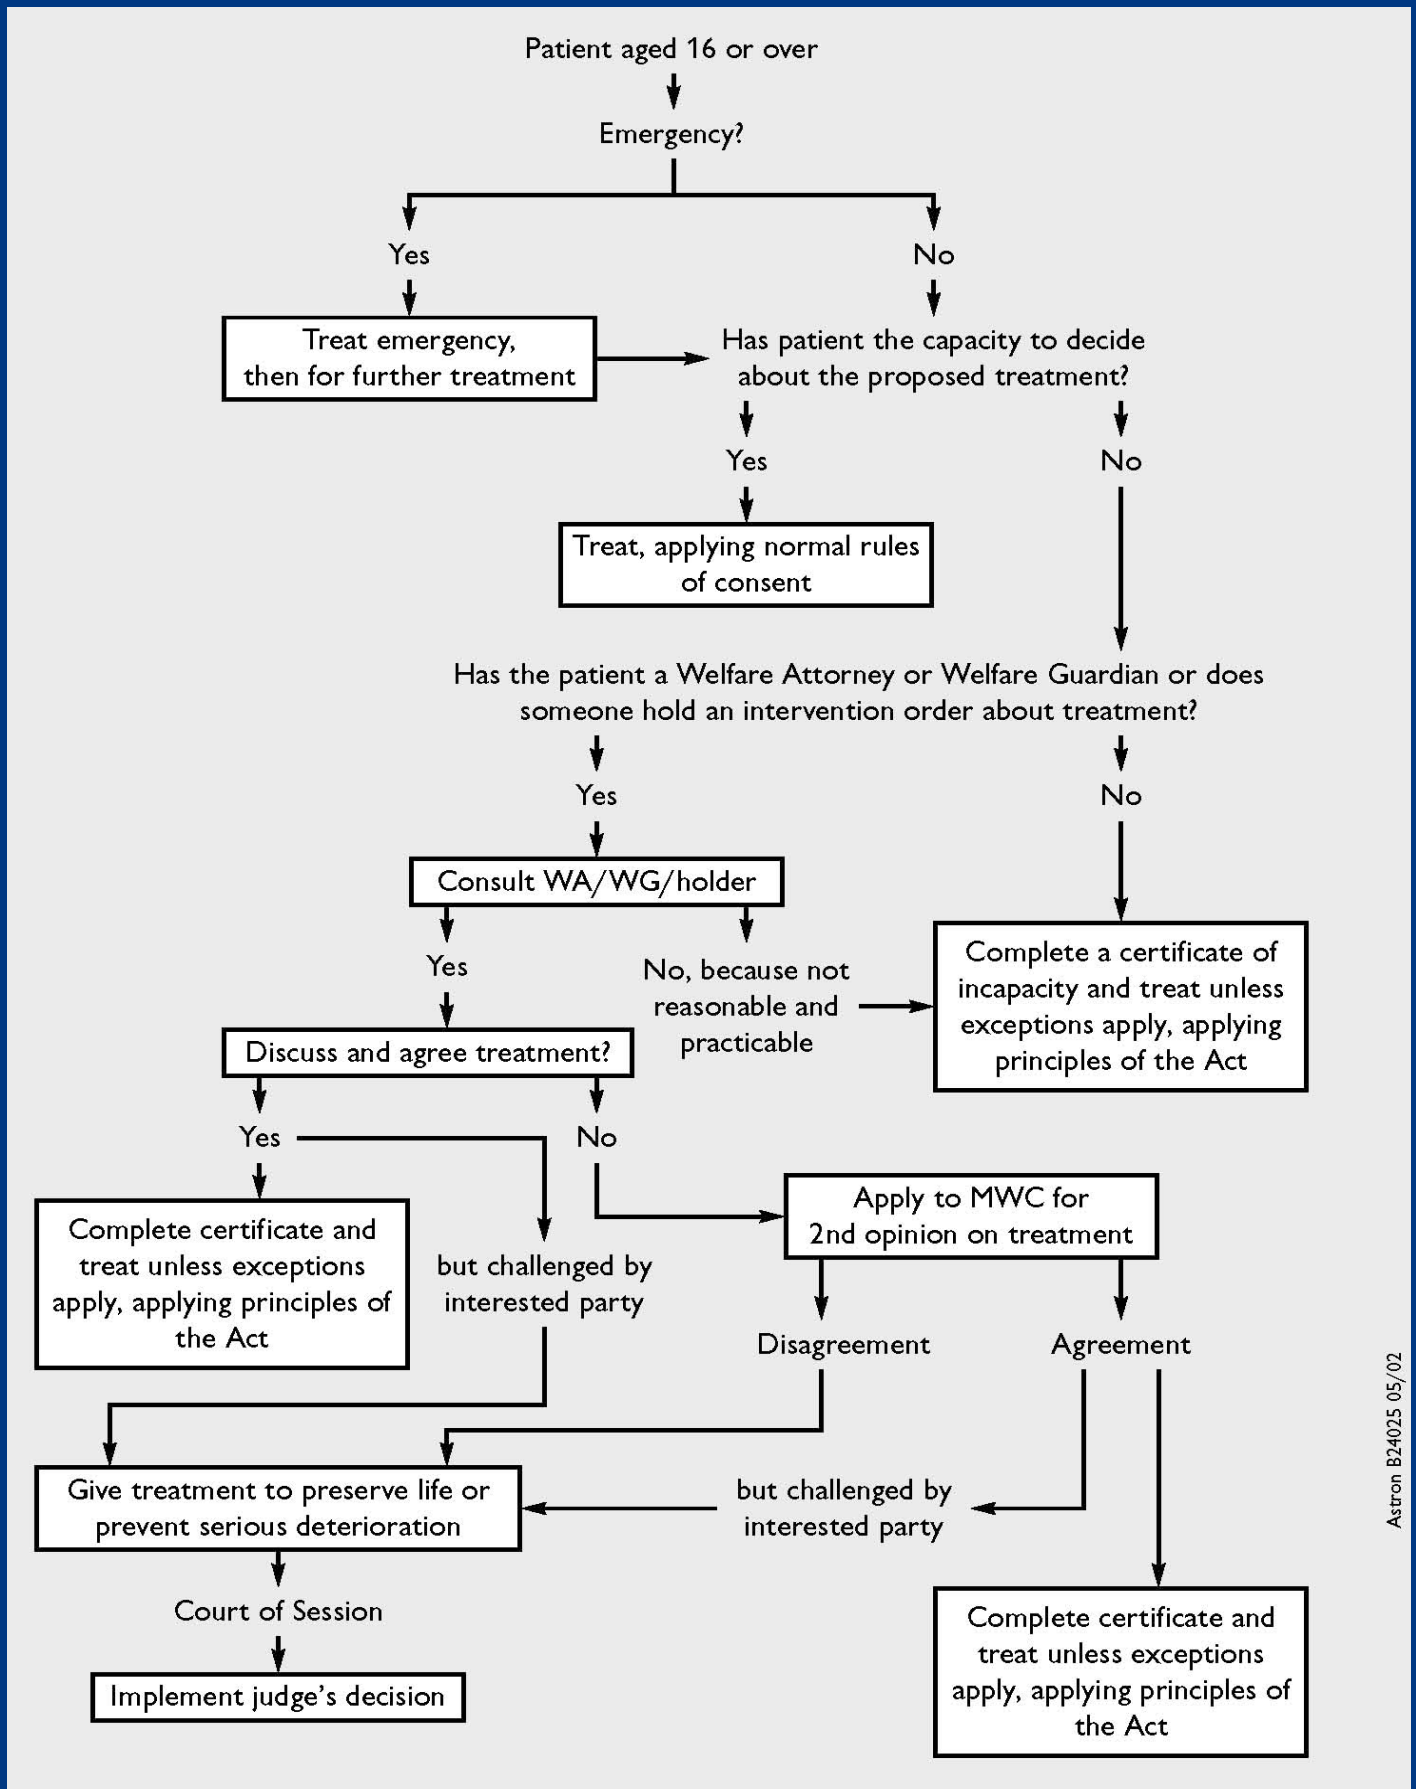 Patient aged 16 or over
Emergency?
Yes
No
Treat emergency,
then for further treatment
Has patient the capacity to decide
about the proposed treatment?
Yes
No
Treat, applying normal rules
of consent
Has the patient a Welfare Attorney or Welfare Guardian or does
someone hold an intervention order about treatment?
Yes
No
Consult WA/WG/holder
Yes
No, because not
reasonable and
practicable
Complete a certificate of
incapacity and treat unless
exceptions apply, applying
principles of the Act
Discuss and agree treatment?
Yes
No
Complete certificate and
treat unless exceptions
apply, applying principles of
the Act
but challenged by
interested party
Apply to MWC for
2nd opinion on treatment
Disagreement
Agreement
Give treatment to preserve life or
prevent serious deterioration
but challenged by
interested party
Court of Session
Implement judge's decision
Complete certificate and
treat unless exceptions
apply, applying principles of
the Act
Astron B24025 05/02